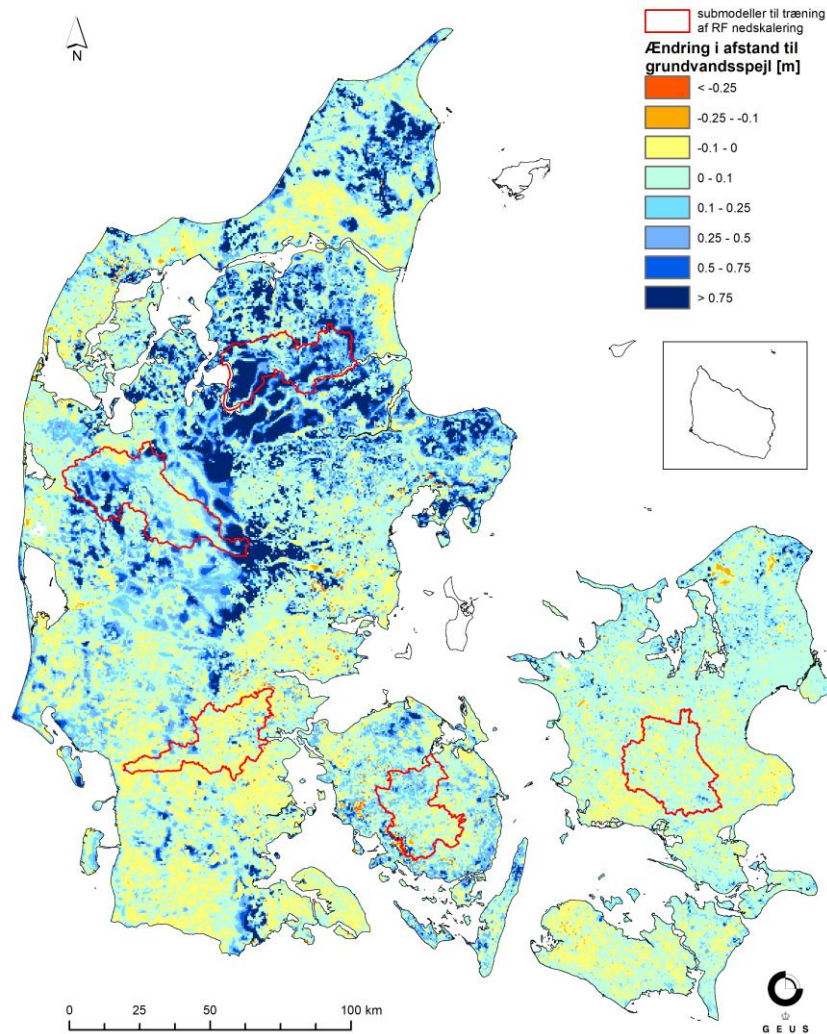 N
submodeller til træning
af RF nedskalering
Ændring i afstand til
grundvandsspejl [m]
< -0.25
-0.25 - -0.1
-0.1 - 0
0 - 0.1
0.1 - 0.25
0.25 - 0.5
0.5 - 0.75
> 0.75
0 25 50 100 km
G E U S